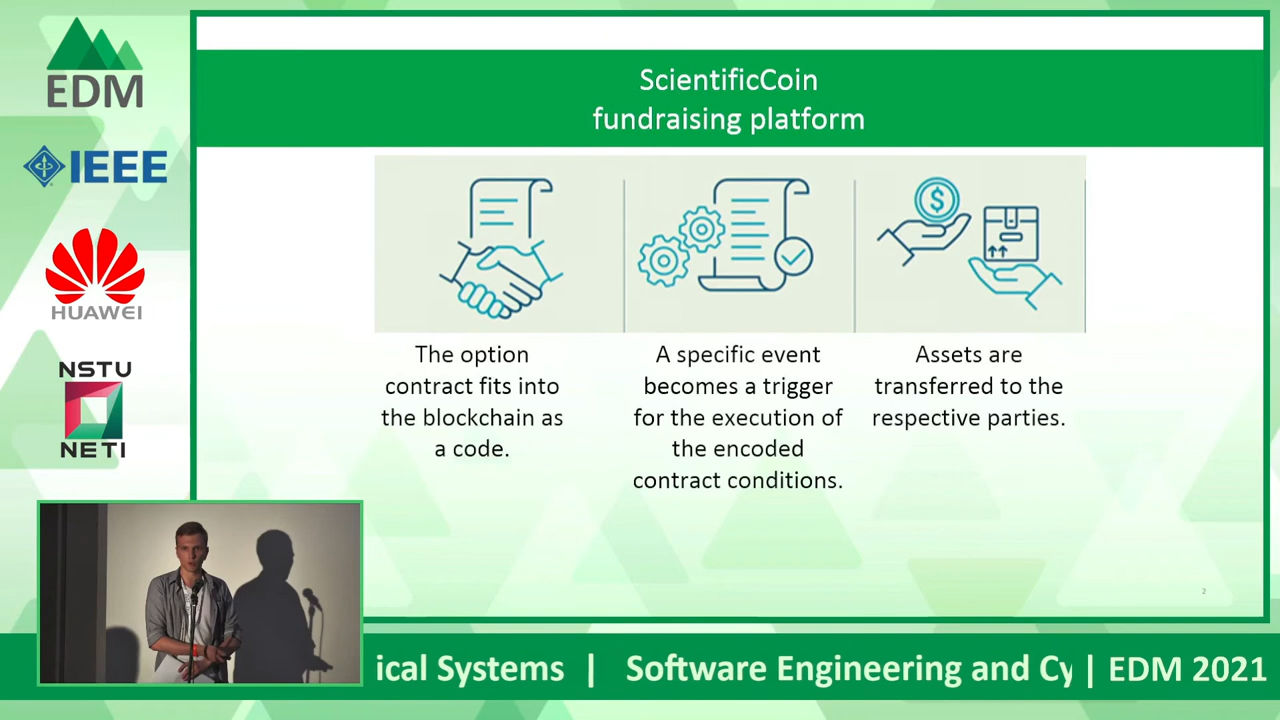 EDM
IEEE
HUAWEI
NSTU
NETI
ScientificCoin
fundraising platform
$
The option
contract fits into
the blockchain as
a code.
A specific event
becomes a trigger
for the execution of
the encoded
contract conditions.
Assets are
transferred to the
respective parties.
2
ical Systems | Software Engineering and Cy | EDM 2021